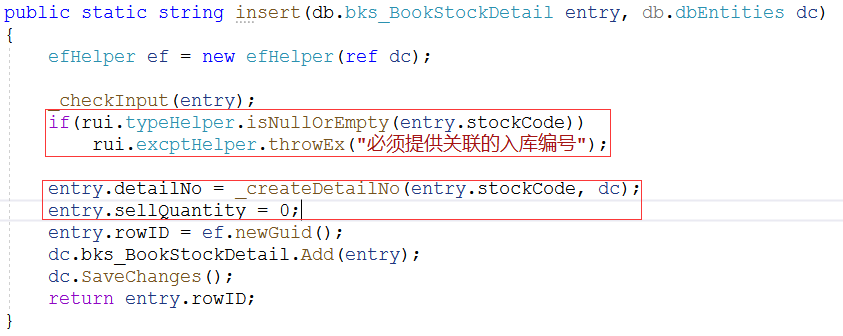 public static string insert(db.bks_BookStockDetail entry, db.dbEntities dc)
{
    efHelper ef = new efHelper(ref dc);
    _checkInput(entry);
    if(rui.typeHelper.isNullOrEmpty(entry.stockCode))
        rui.excptHelper.throwEx("必须提供关联的入库编号");
    entry.detailNo = _createDetailNo(entry.stockCode, dc);
    entry.sellQuantity = 0;
    entry.rowID = ef.newGuid();
    dc.bks_BookStockDetail.Add(entry);
    dc.SaveChanges();
    return entry.rowID;
}